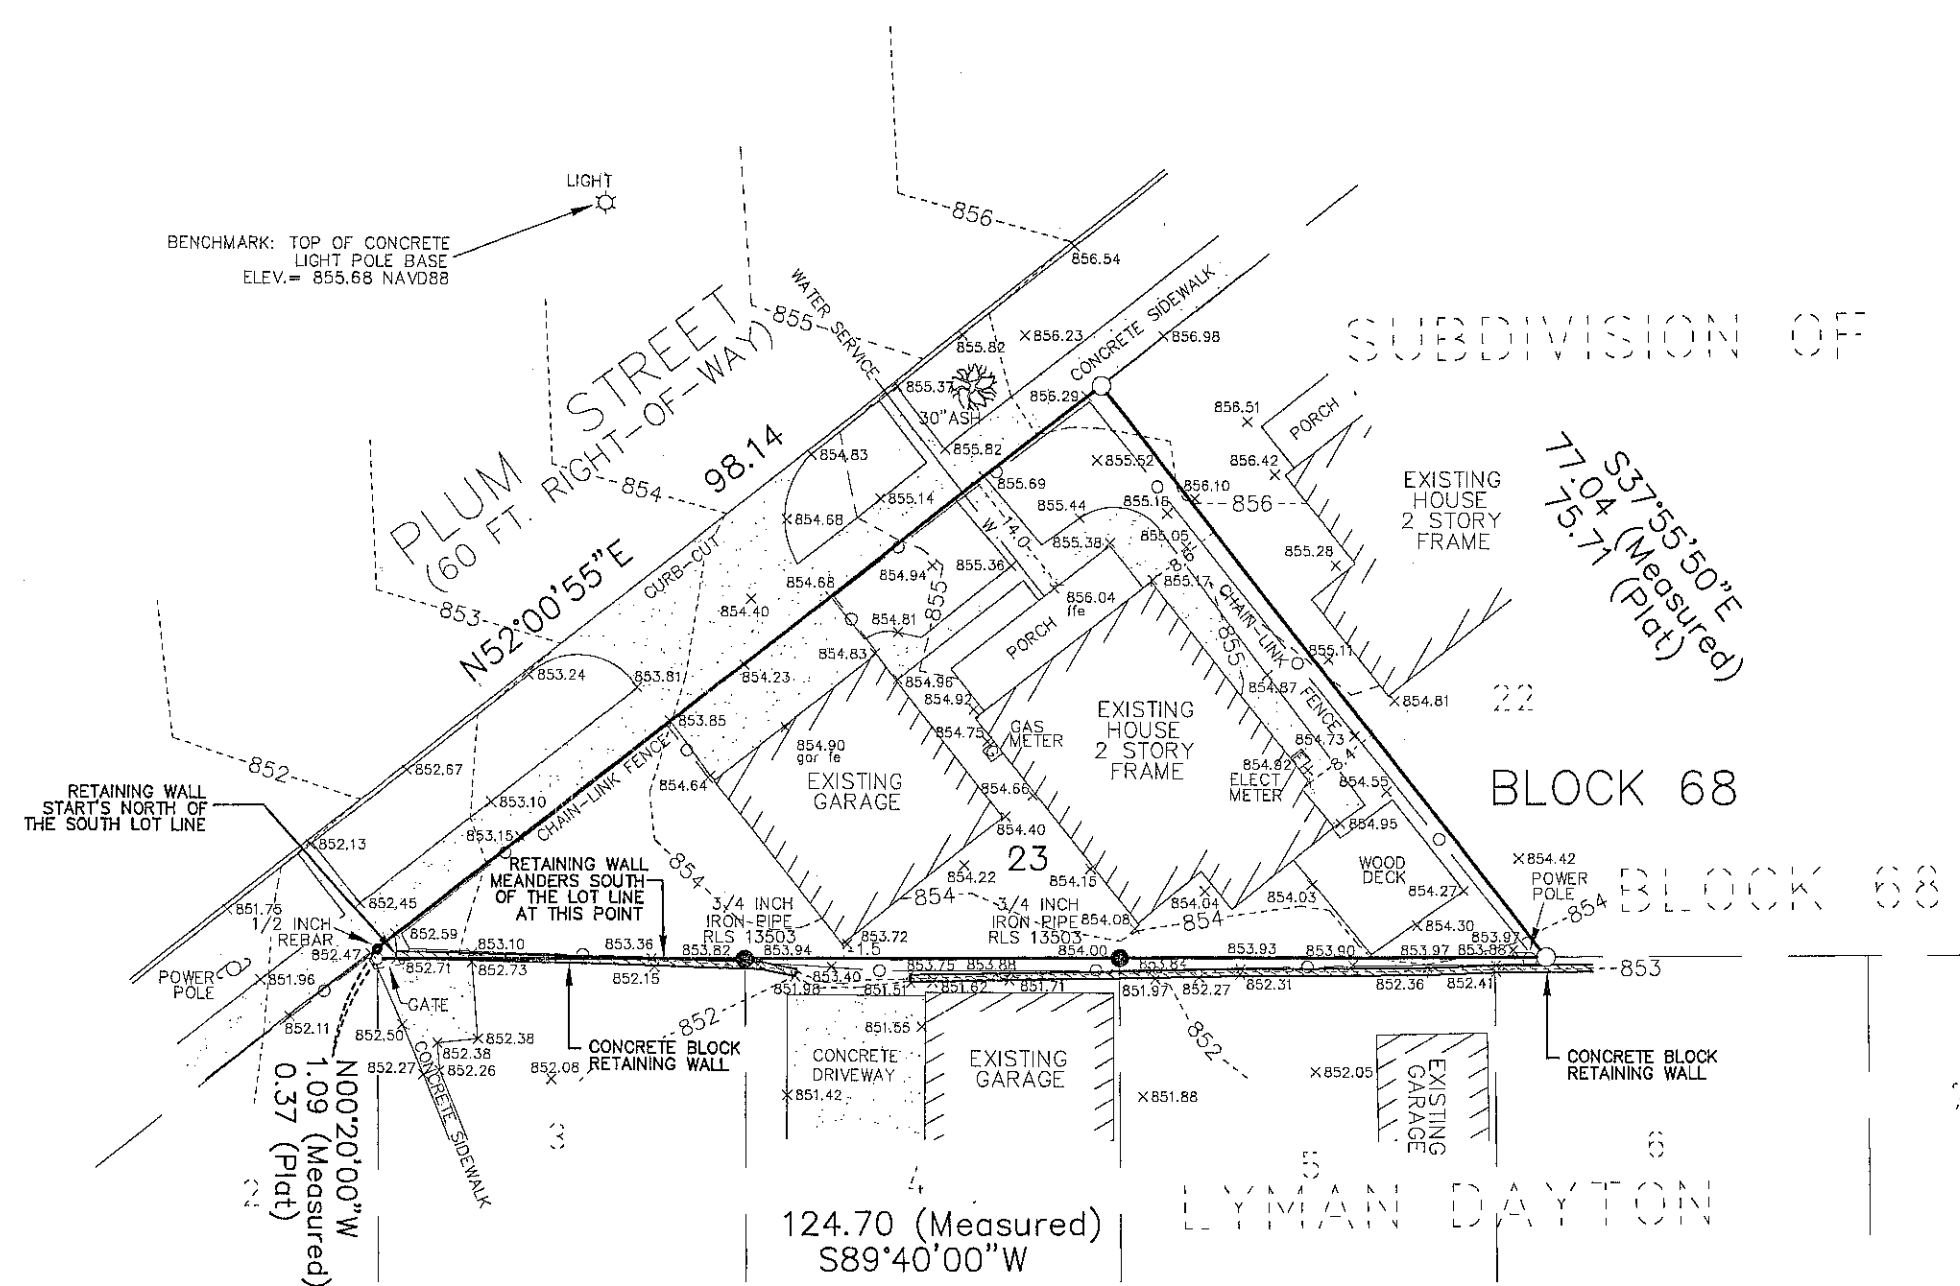 LIGHT
BENCHMARK: TOP OF CONCRETE
LIGHT POLE BASE
ELEV.= 855.68 NAVD88
856
856.54
WATER SERVICE
855
CONCRETE SIDEWALK
PLUM STREET
(60 FT. RIGHT-OF-WAY)
855.82
856.23
856.98
SUBDIVISION OF
855.37
30"ASH
856.29
856.51
PORCH
98.14
854.83
855.82
855.52
856.42
EXISTING
HOUSE
2 STORY
FRAME
S37°55'50"E
77.04 (Measured)
75.71 (Plat)
854
855.14
855.69
855.18
856.10
856
854.68
W
14.0
855.44
855.38
855.05
855.28
N52°00'55"E
CURB-CUT
853
854.40
854.68
854.94
855.36
855
8.6
855.17
856.04
ffe
CHAIN-LINK FENCE
854.81
PORCH
855
855.11
853.24
853.81
854.23
854.83
854.96
854.87
854.81
22
853.85
854.92
GAS
METER
854.75
G
EXISTING
HOUSE
2 STORY
FRAME
854.90
gar fe
EXISTING
GARAGE
854.73
8.4
854.82
ELECT
METER
854.55
BLOCK 68
852
852.67
854.64
854.66
RETAINING WALL
START'S NORTH OF
THE SOUTH LOT LINE
853.10
853.15
CHAIN-LINK FENCE
854.40
854.95
852.13
RETAINING WALL
MEANDERS SOUTH
OF THE LOT LINE
AT THIS POINT
854
854.22
23
854.15
WOOD
DECK
854.27
854.42
POWER
POLE
854
BLOCK 68
851.75
852.45
1/2 INCH
REBAR
852.47
3/4 INCH
IRON-PIPE
RLS 13503
854
3/4 INCH
IRON-PIPE
RLS 13503
854.08
854
854.04
854.03
854.30
852.59
853.10
853.36
853.82
853.94
853.72
1.5
854.00
853.93
853.90
853.97
853.97
853.88
POWER
POLE
851.96
852.71
852.73
852.15
853.40
853.75
853.88
853.84
853
851.98
851.51
851.62
851.71
851.97
852.27
852.31
852.36
852.41
GATE
852.11
852.50
852.38
852.38
852
851.55
852
852.27
852.26
852.08
CONCRETE BLOCK
RETAINING WALL
CONCRETE
DRIVEWAY
EXISTING
GARAGE
852.05
EXISTING
GARAGE
CONCRETE BLOCK
RETAINING WALL
851.42
851.88
CONCRETE SIDEWALK
N00°20'00"W
1.09 (Measured)
0.37 (Plat)
2
3
4
5
6
LYMAN DAYTON
124.70 (Measured)
S89°40'00"W